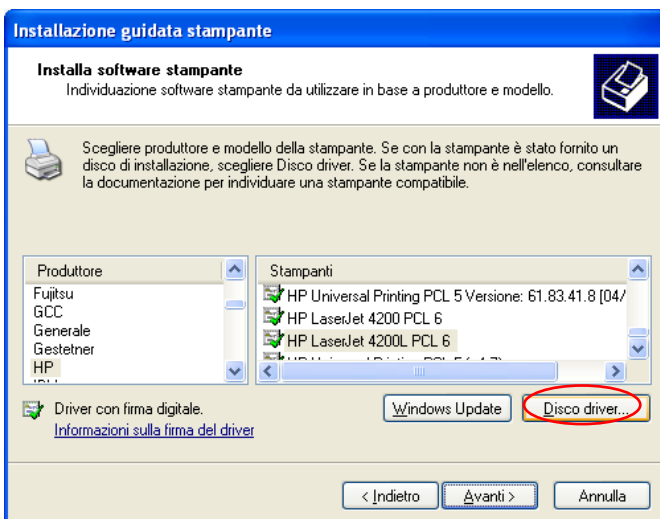 Installazione guidata stampante
Installa software stampante
Individuazione software stampante da utilizzare in base a produttore e modello.
Scegliere produttore e modello della stampante. Se con la stampante è stato fornito un
disco di installazione, scegliere Disco driver. Se la stampante non è nell'elenco, consultare
la documentazione per individuare una stampante compatibile.
Produttore
Fujitsu
GCC
Generale
Gestetner
HP
Stampanti
HP Universal Printing PCL 5 Versione: 61.83.41.8 [04/
HP LaserJet 4200 PCL 6
HP LaserJet 4200L PCL 6
Driver con firma digitale.
Informazioni sulla firma del driver
Windows Update
Disco driver...
< Indietro
Avanti >
Annulla